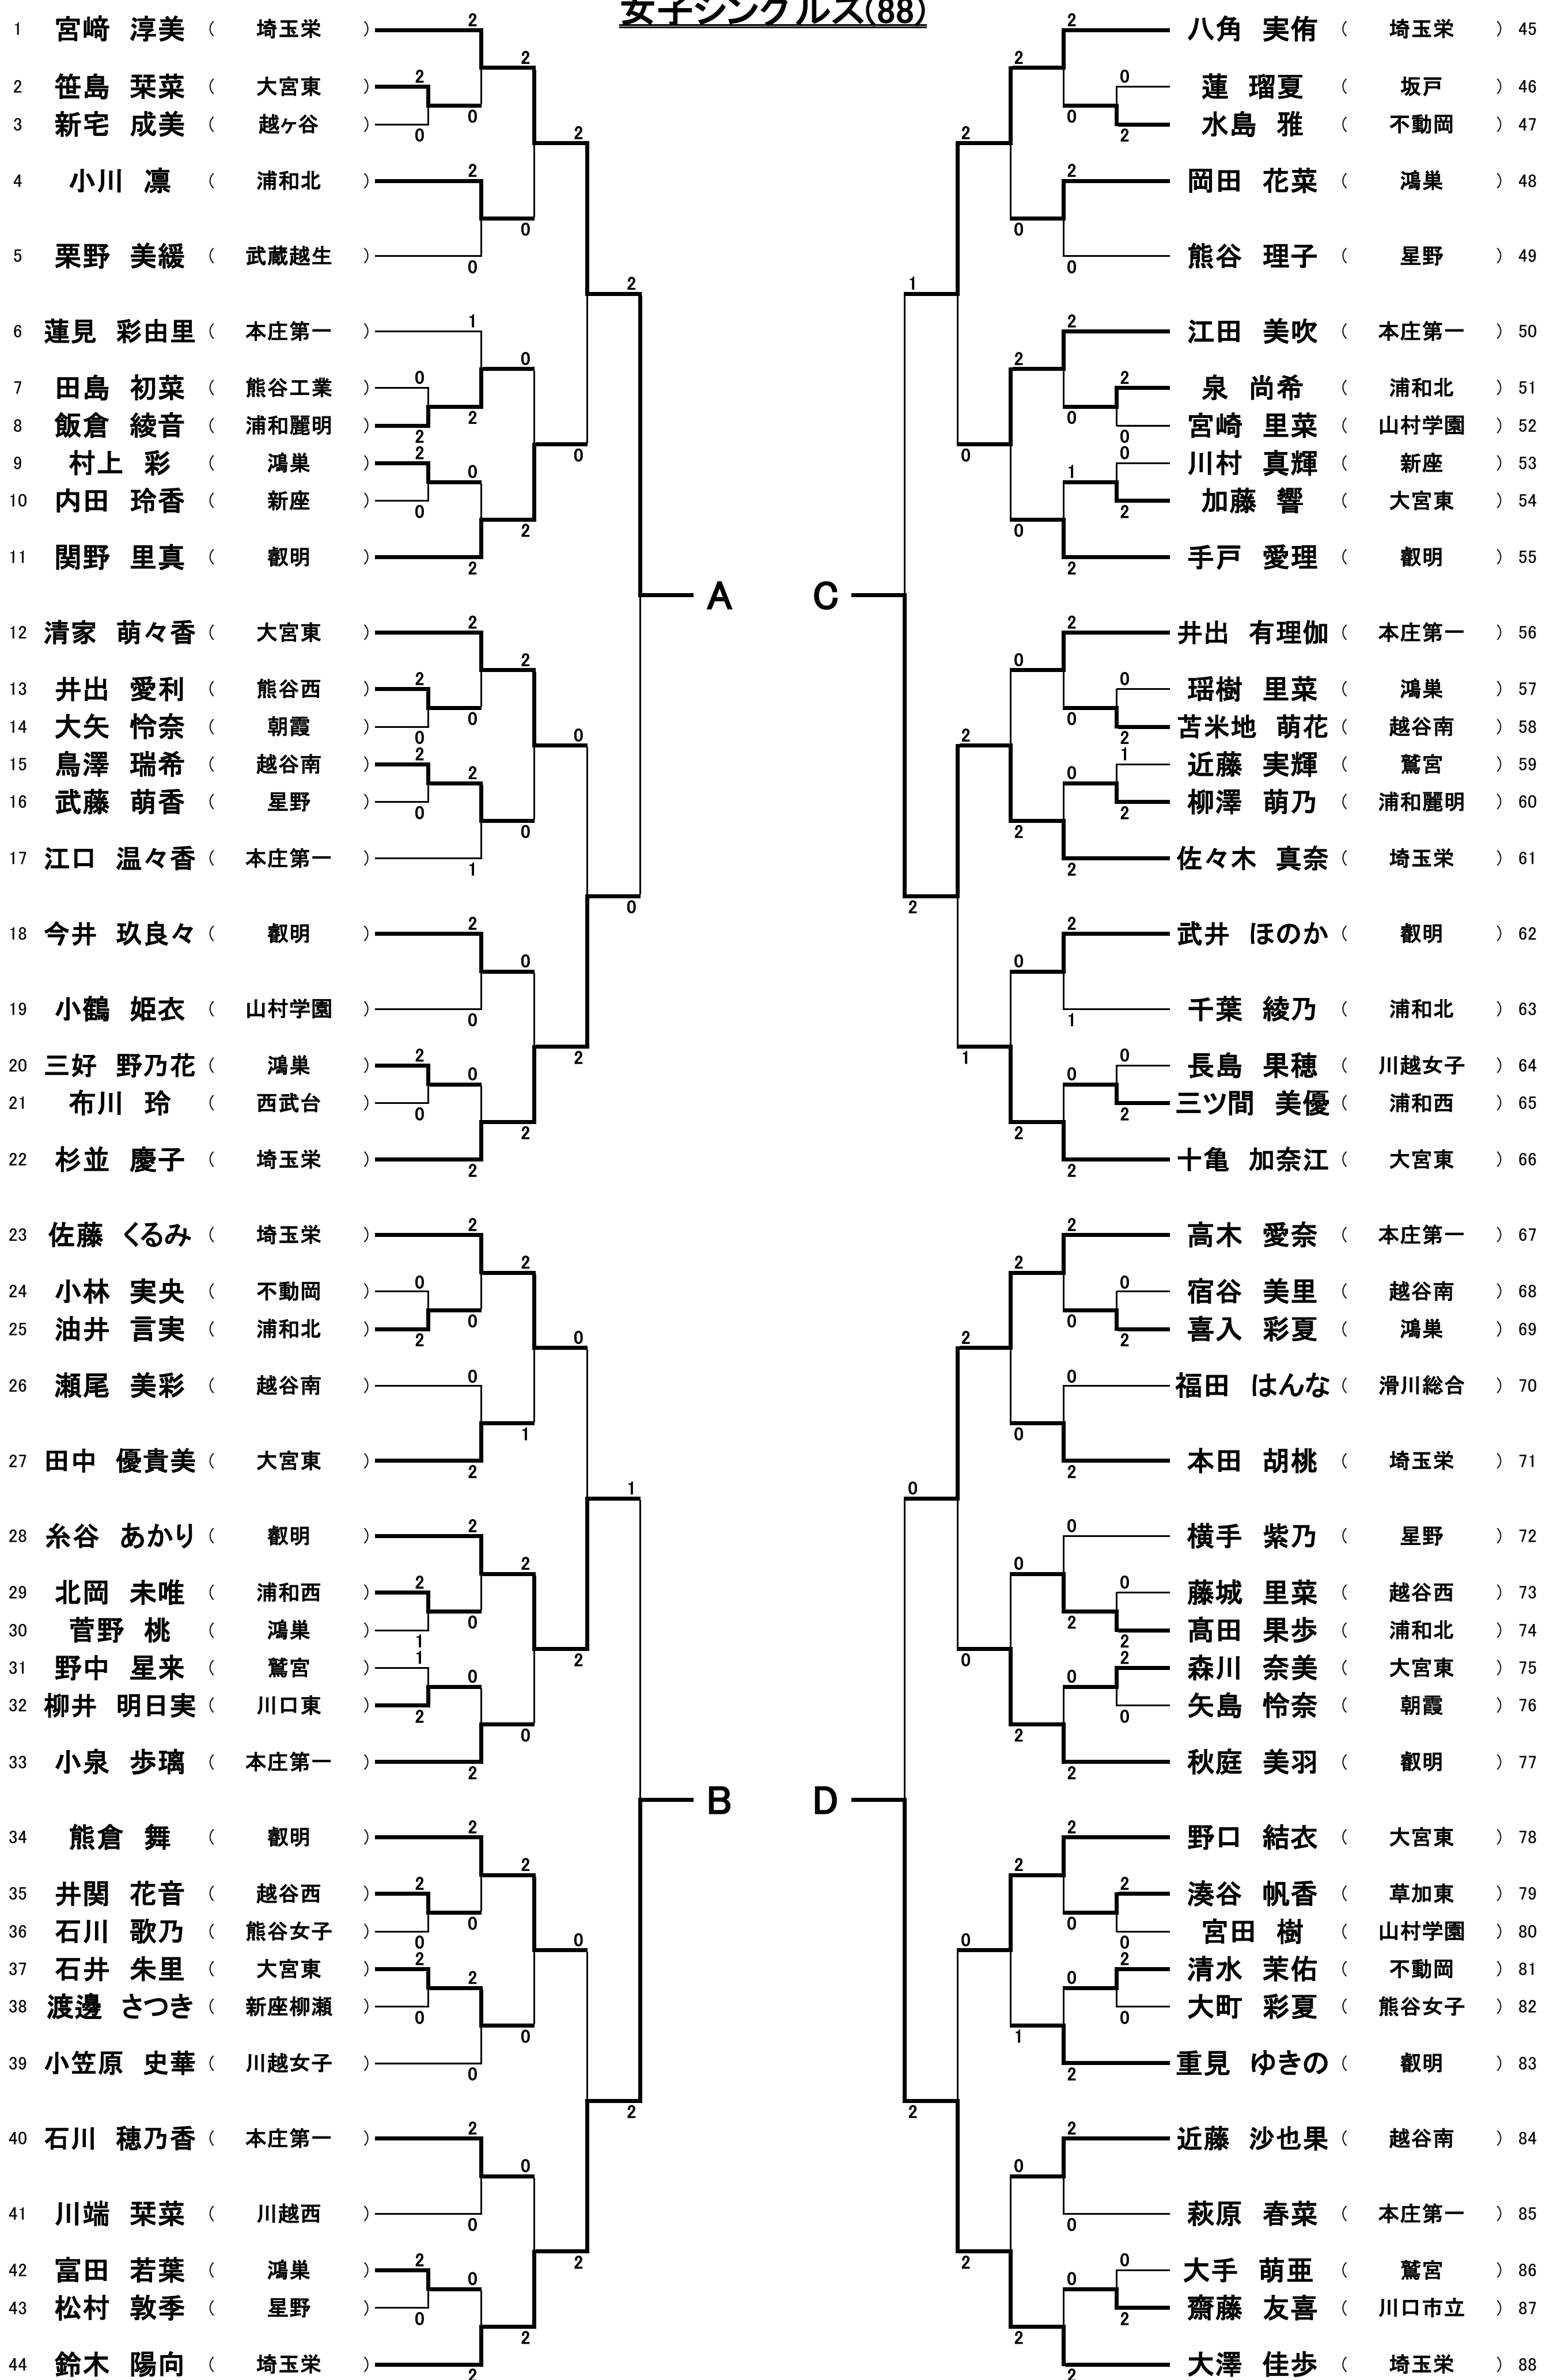 女子シングルス(88)
1 宮﨑 淳美 ( 埼玉栄 )
2 笹島 栞菜 ( 大宮東 )
3 新宅 成美 ( 越ヶ谷 )
4 小川 凛 ( 浦和北 )
5 栗野 美緩 ( 武蔵越生 )
6 蓮見 彩由里 ( 本庄第一 )
7 田島 初菜 ( 熊谷工業 )
8 飯倉 綾音 ( 浦和麗明 )
9 村上 彩 ( 鴻巣 )
10 内田 玲香 ( 新座 )
11 関野 里真 ( 叡明 )
12 清家 萌々香 ( 大宮東 )
13 井出 愛利 ( 熊谷西 )
14 大矢 怜奈 ( 朝霞 )
15 鳥澤 瑞希 ( 越谷南 )
16 武藤 萌香 ( 星野 )
17 江口 温々香 ( 本庄第一 )
18 今井 玖良々 ( 叡明 )
19 小鶴 姫衣 ( 山村学園 )
20 三好 野乃花 ( 鴻巣 )
21 布川 玲 ( 西武台 )
22 杉並 慶子 ( 埼玉栄 )
23 佐藤 くるみ ( 埼玉栄 )
24 小林 実央 ( 不動岡 )
25 油井 言実 ( 浦和北 )
26 瀬尾 美彩 ( 越谷南 )
27 田中 優貴美 ( 大宮東 )
28 糸谷 あかり ( 叡明 )
29 北岡 未唯 ( 浦和西 )
30 菅野 桃 ( 鴻巣 )
31 野中 星来 ( 鷲宮 )
32 柳井 明日実 ( 川口東 )
33 小泉 歩璃 ( 本庄第一 )
34 熊倉 舞 ( 叡明 )
35 井関 花音 ( 越谷西 )
36 石川 歌乃 ( 熊谷女子 )
37 石井 朱里 ( 大宮東 )
38 渡邊 さつき ( 新座柳瀬 )
39 小笠原 史華 ( 川越女子 )
40 石川 穂乃香 ( 本庄第一 )
41 川端 栞菜 ( 川越西 )
42 富田 若葉 ( 鴻巣 )
43 松村 敦季 ( 星野 )
44 鈴木 陽向 ( 埼玉栄 )
A
B
C
D
八角 実侑 ( 埼玉栄 ) 45
蓮 瑠夏 ( 坂戸 ) 46
水島 雅 ( 不動岡 ) 47
岡田 花菜 ( 鴻巣 ) 48
熊谷 理子 ( 星野 ) 49
江田 美吹 ( 本庄第一 ) 50
泉 尚希 ( 浦和北 ) 51
宮崎 里菜 ( 山村学園 ) 52
川村 真輝 ( 新座 ) 53
加藤 響 ( 大宮東 ) 54
手戸 愛理 ( 叡明 ) 55
井出 有理伽 ( 本庄第一 ) 56
瑶樹 里菜 ( 鴻巣 ) 57
苫米地 萌花 ( 越谷南 ) 58
近藤 実輝 ( 鷲宮 ) 59
柳澤 萌乃 ( 浦和麗明 ) 60
佐々木 真奈 ( 埼玉栄 ) 61
武井 ほのか ( 叡明 ) 62
千葉 綾乃 ( 浦和北 ) 63
長島 果穂 ( 川越女子 ) 64
三ツ間 美優 ( 浦和西 ) 65
十亀 加奈江 ( 大宮東 ) 66
高木 愛奈 ( 本庄第一 ) 67
宿谷 美里 ( 越谷南 ) 68
喜入 彩夏 ( 鴻巣 ) 69
福田 はんな ( 滑川総合 ) 70
本田 胡桃 ( 埼玉栄 ) 71
横手 紫乃 ( 星野 ) 72
藤城 里菜 ( 越谷西 ) 73
髙田 果歩 ( 浦和北 ) 74
森川 奈美 ( 大宮東 ) 75
矢島 怜奈 ( 朝霞 ) 76
秋庭 美羽 ( 叡明 ) 77
野口 結衣 ( 大宮東 ) 78
湊谷 帆香 ( 草加東 ) 79
宮田 樹 ( 山村学園 ) 80
清水 茉佑 ( 不動岡 ) 81
大町 彩夏 ( 熊谷女子 ) 82
重見 ゆきの ( 叡明 ) 83
近藤 沙也果 ( 越谷南 ) 84
萩原 春菜 ( 本庄第一 ) 85
大手 萌亜 ( 鷲宮 ) 86
齋藤 友喜 ( 川口市立 ) 87
大澤 佳歩 ( 埼玉栄 ) 88